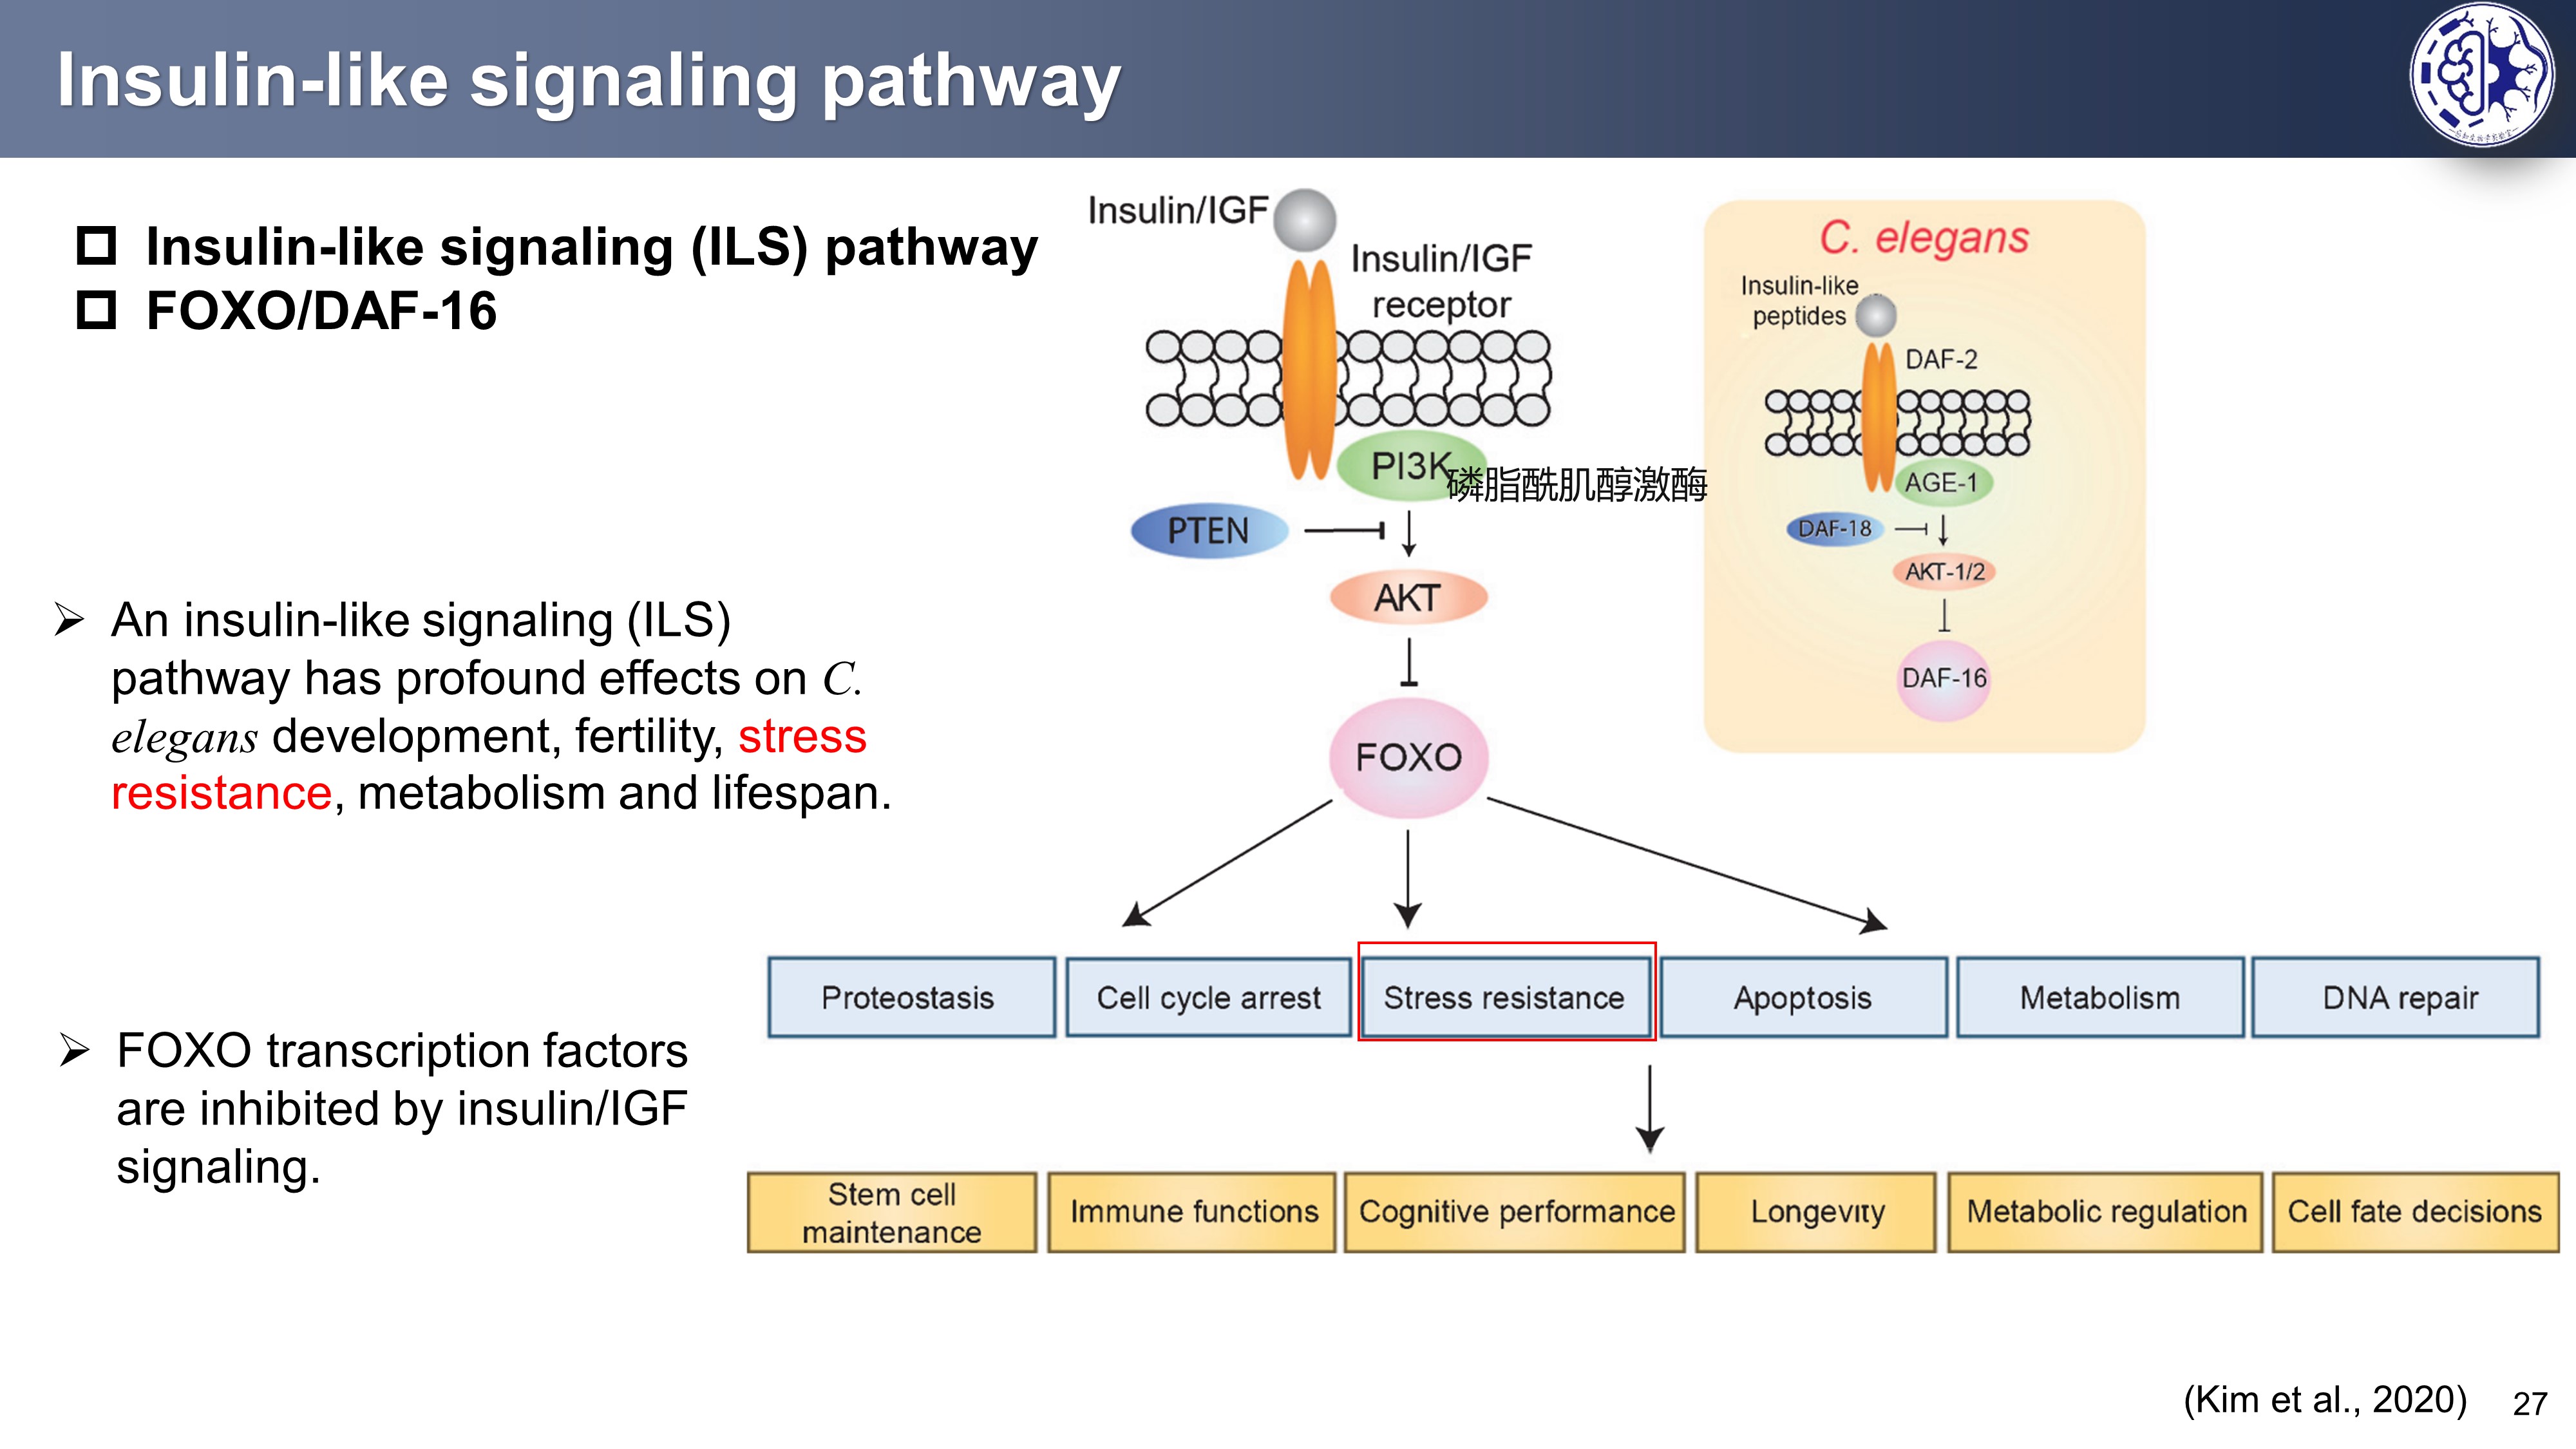 Insulin-like signaling pathway
Insulin-like signaling (ILS) pathway
FOXO/DAF-16
An insulin-like signaling (ILS)
pathway has profound effects on C.
elegans development, fertility, stress
resistance, metabolism and lifespan.
FOXO transcription factors
are inhibited by insulin/IGF
signaling.
Insulin/IGF
Insulin/IGF
receptor
PI3K
磷脂酰肌醇激酶
PTEN
AKT
FOXO
C. elegans
Insulin-like
peptides
DAF-2
AGE-1
DAF-18
AKT-1/2
DAF-16
Proteostasis
Cell cycle arrest
Stress resistance
Apoptosis
Metabolism
DNA repair
Stem cell
maintenance
Immune functions
Cognitive performance
Longevity
Metabolic regulation
Cell fate decisions
(Kim et al., 2020)
27